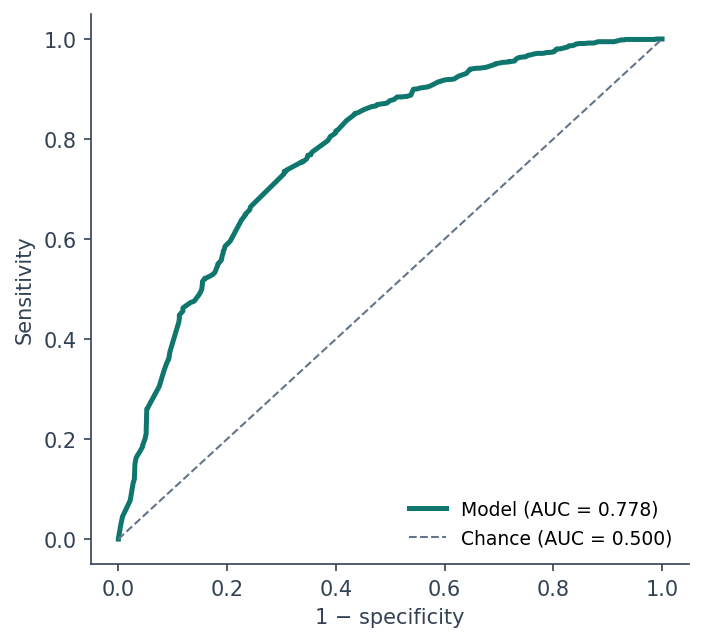 1.0
0.8
0.6
0.4
0.2
0.0
Sensitivity
Model (AUC = 0.778)
Chance (AUC = 0.500)
0.0 0.2 0.4 0.6 0.8 1.0
1 − specificity